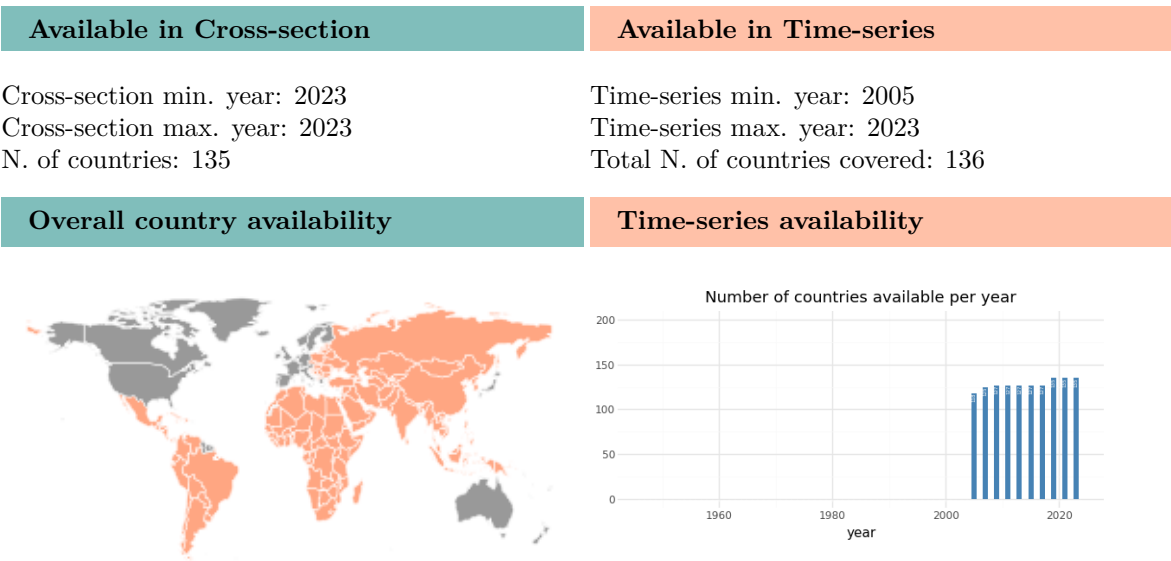 Available in Cross-section
Available in Time-series
Cross-section min. year: 2023
Cross-section max. year: 2023
N. of countries: 135
Time-series min. year: 2005
Time-series max. year: 2023
Total N. of countries covered: 136
Overall country availability
Time-series availability
Number of countries available per year
200
150
100
50
0
1960
1980
2000
2020
year